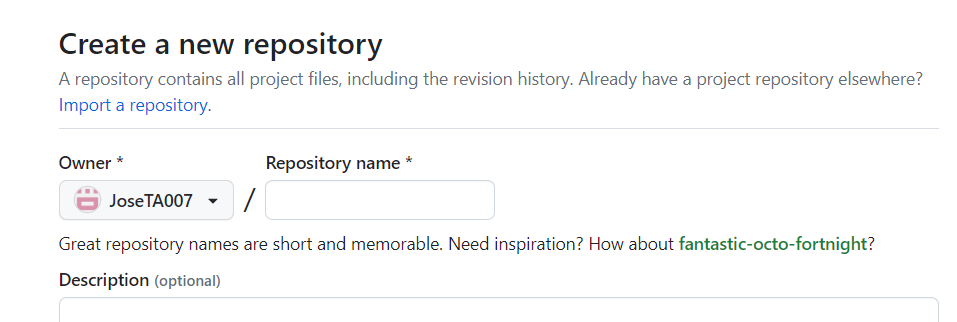 Create a new repository
A repository contains all project files, including the revision history. Already have a project repository elsewhere?
Import a repository.
Owner * Repository name *
JoseTA007 /
Great repository names are short and memorable. Need inspiration? How about fantastic-octo-fortnight?
Description (optional)